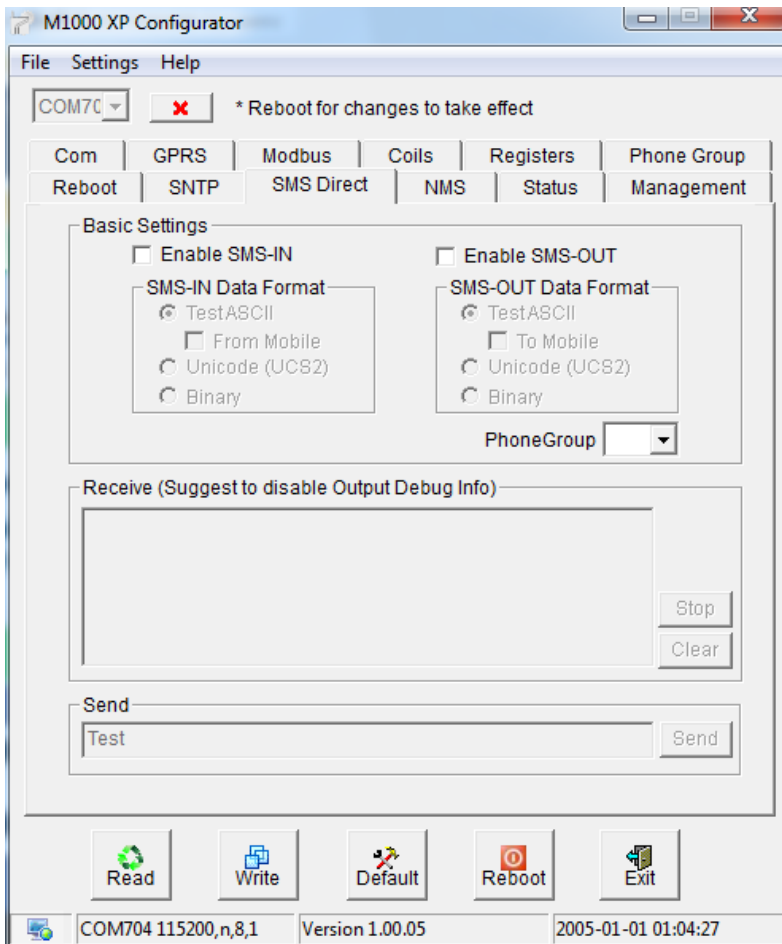 M1000 XP Configurator
File Settings Help
COM70 * Reboot for changes to take effect
Com GPRS Modbus Coils Registers Phone Group
Reboot SNTP SMS Direct NMS Status Management
Basic Settings
Enable SMS-IN Enable SMS-OUT
SMS-IN Data Format SMS-OUT Data Format
TestASCII TestASCII
From Mobile To Mobile
Unicode (UCS2) Unicode (UCS2)
Binary Binary
PhoneGroup
Receive (Suggest to disable Output Debug Info)
Stop
Clear
Send
Test Send
Read Write Default Reboot Exit
COM704 115200,n,8,1 Version 1.00.05 2005-01-01 01:04:27